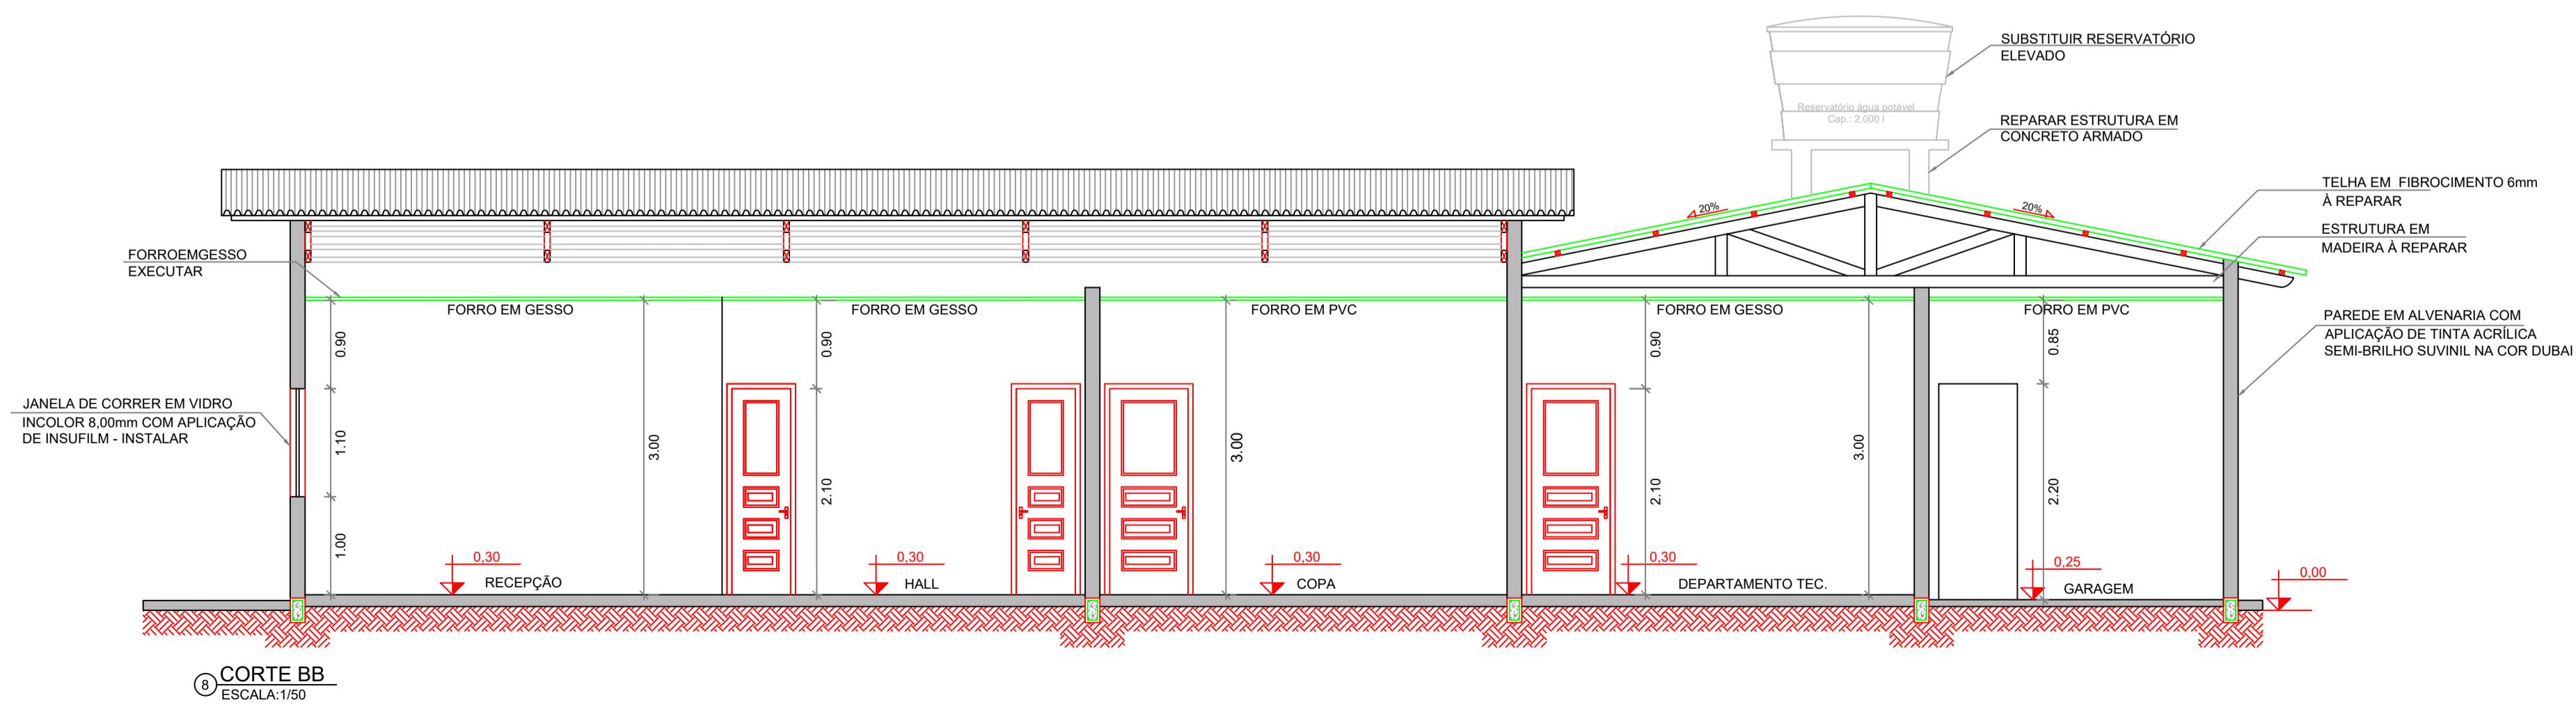 SUBSTITUIR RESERVATÓRIO
ELEVADO
Reservatório água potável
Cap.: 2.000 l
REPARAR ESTRUTURA EM
CONCRETO ARMADO
TELHA EM FIBROCIMENTO 6mm
À REPARAR
20%
20%
ESTRUTURA EM
MADEIRA À REPARAR
FORROEMGESSO
EXECUTAR
FORRO EM GESSO
FORRO EM GESSO
FORRO EM PVC
FORRO EM GESSO
FORRO EM PVC
PAREDE EM ALVENARIA COM
APLICAÇÃO DE TINTA ACRÍLICA
SEMI-BRILHO SUVINIL NA COR DUBAI
0.90
0.90
0.90
0.85
JANELA DE CORRER EM VIDRO
INCOLOR 8,00mm COM APLICAÇÃO
DE INSUFILM - INSTALAR
1.10
3.00
2.10
3.00
2.10
3.00
2.20
1.00
0,30
0,30
0,30
0,30
0,25
0,00
RECEPÇÃO
HALL
COPA
DEPARTAMENTO TEC.
GARAGEM
8
CORTE BB
ESCALA:1/50